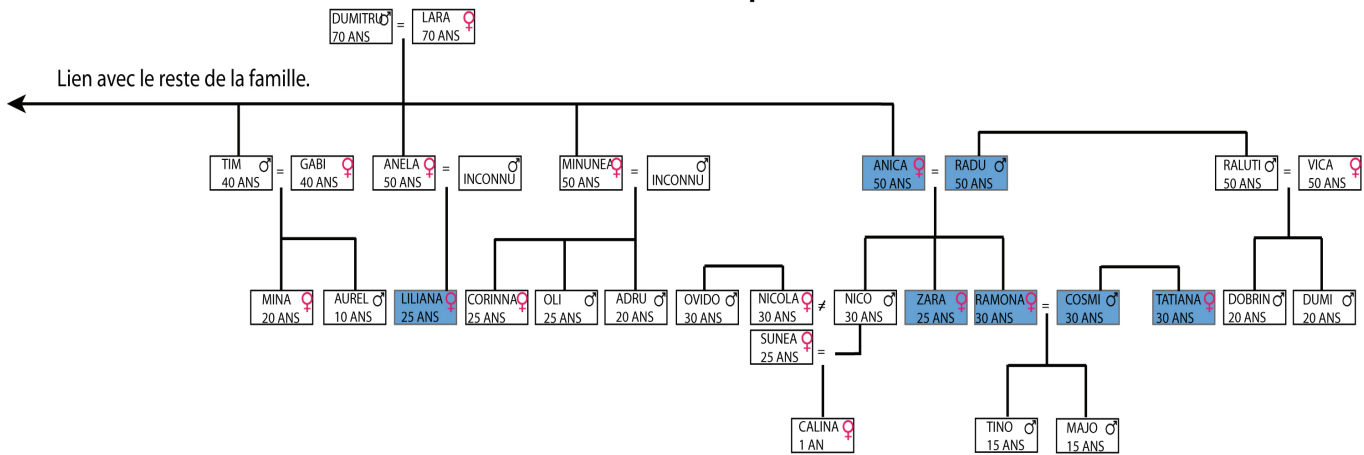 DUMITRU
70 ANS
=
LARA
70 ANS
Lien avec le reste de la famille.
TIM
40 ANS
=
GABI
40 ANS
ANELA
50 ANS
=
INCONNU
MINUNEA
50 ANS
=
INCONNU
ANICA
50 ANS
=
RADU
50 ANS
RALUTI
50 ANS
=
VICA
50 ANS
MINA
20 ANS
AUREL
10 ANS
LILIANA
25 ANS
CORINNA
25 ANS
OLI
25 ANS
ADRU
20 ANS
OVIDO
30 ANS
NICOLA
30 ANS
≠
NICO
30 ANS
ZARA
25 ANS
RAMONA
30 ANS
=
COSMI
30 ANS
TATIANA
30 ANS
DOBRIN
20 ANS
DUMI
20 ANS
SUNEA
25 ANS
=
CALINA
1 AN
TINO
15 ANS
MAJO
15 ANS